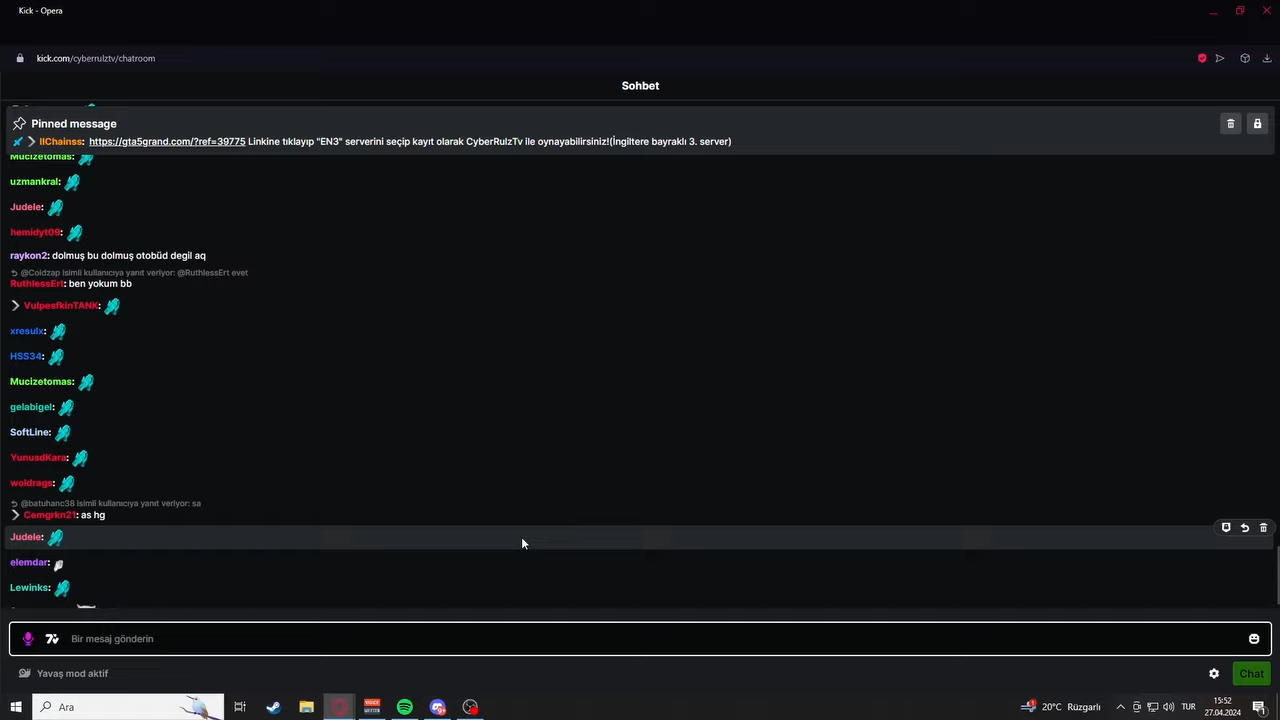 Kick - Opera
kick.com/cyberrulztv/chatroom
Sohbet
Pinned message
IIChainss: https://gta5grand.com/?ref=39775 Linkine tıklayıp "EN3" serverini seçip kayıt olarak CyberRulzTv ile oynayabilirsiniz!(İngiltere bayraklı 3. server)
Mucizetomas:
uzmankral:
Judele:
hemidyt09:
raykon2: dolmuş bu dolmuş otobüd degil aq
@Coidzap isimli kullanıcıya yanıt veriyor: @RuthlessErt evet
RuthlessErt: ben yokum bb
VulpesfkinTANK:
xresulx:
HSS34:
Mucizetomas:
gelabigel:
SoftLine:
YunusdKara:
woldrags:
@batuhanc38 isimli kullanıcıya yanıt veriyor: sa
Cemgrkn21: as hg
Judele:
elemdar:
Lewinks:
Bir mesaj gönderin
Yavaş mod aktif
Chat
Ara
20°C Rüzgarlı
TUR
15:52
27.04.2024